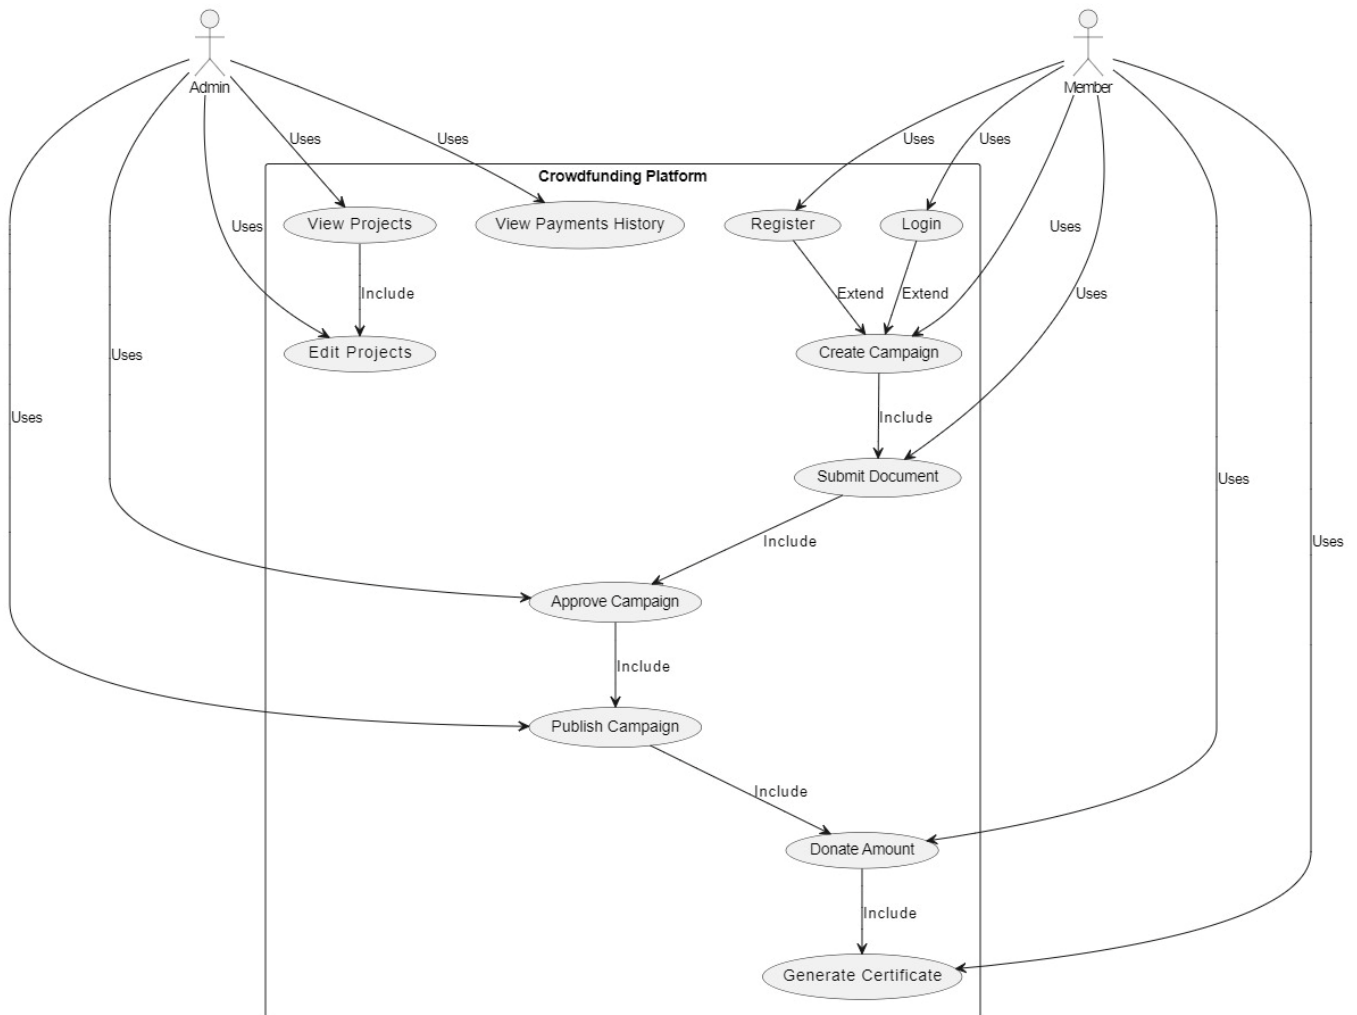 Admin
Member
Uses
Uses
Uses
Uses
Crowdfunding Platform
View Projects
View Payments History
Register
Login
Uses
Uses
Include
Extend
Extend
Uses
Edit Projects
Create Campaign
Uses
Uses
Include
Submit Document
Uses
Include
Uses
Approve Campaign
Include
Publish Campaign
Include
Donate Amount
Include
Generate Certificate